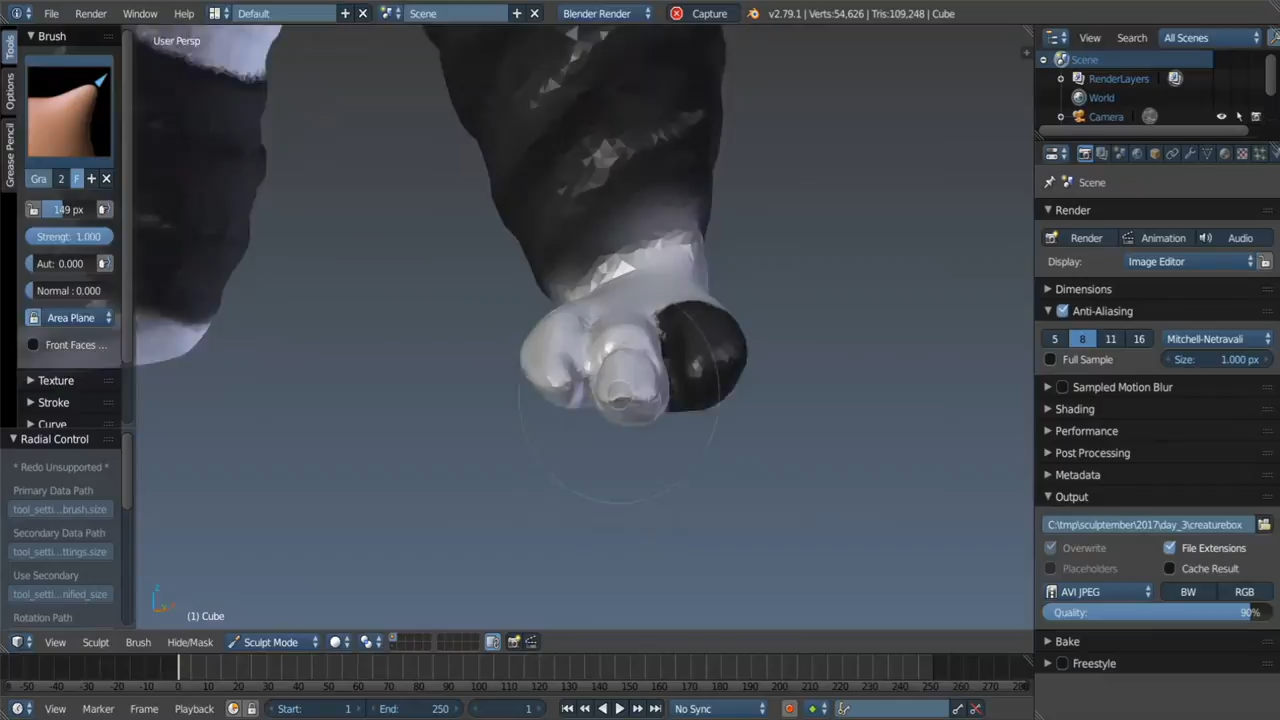 File Render Window Help Default Scene Blender Render Capture v2.79.1 | Verts:54,626 | Tris:109,248 | Cube
Tools
Options
Grease Pencil
Brush
Gra 2 F
149 px
Strengt: 1.000
Aut: 0.000
Normal : 0.000
Area Plane
Front Faces ...
Texture
Stroke
Curve
Radial Control
* Redo Unsupported *
Primary Data Path
tool_setti...brush.size
Secondary Data Path
tool_setti...ttings.size
Use Secondary
tool_setti...nified_size
Rotation Path
User Persp
(1) Cube
View Sculpt Brush Hide/Mask Sculpt Mode
-50 -40 -30 -20 -10 0 10 20 30 40 50 60 70 80 90 100 110 120 130 140 150 160 170 180 190 200 210 220 230 240 250 260 270 280
View Marker Frame Playback Start: 1 End: 250 1 No Sync
View Search All Scenes
Scene
RenderLayers
World
Camera
Scene
Render
Render Animation Audio
Display: Image Editor
Dimensions
Anti-Aliasing
5 8 11 16 Mitchell-Netravali
Full Sample Size: 1.000 px
Sampled Motion Blur
Shading
Performance
Post Processing
Metadata
Output
C:\tmp\sculptember\2017\day_3\creaturebox
Overwrite File Extensions
Placeholders Cache Result
AVI JPEG BW RGB
Quality: 90%
Bake
Freestyle